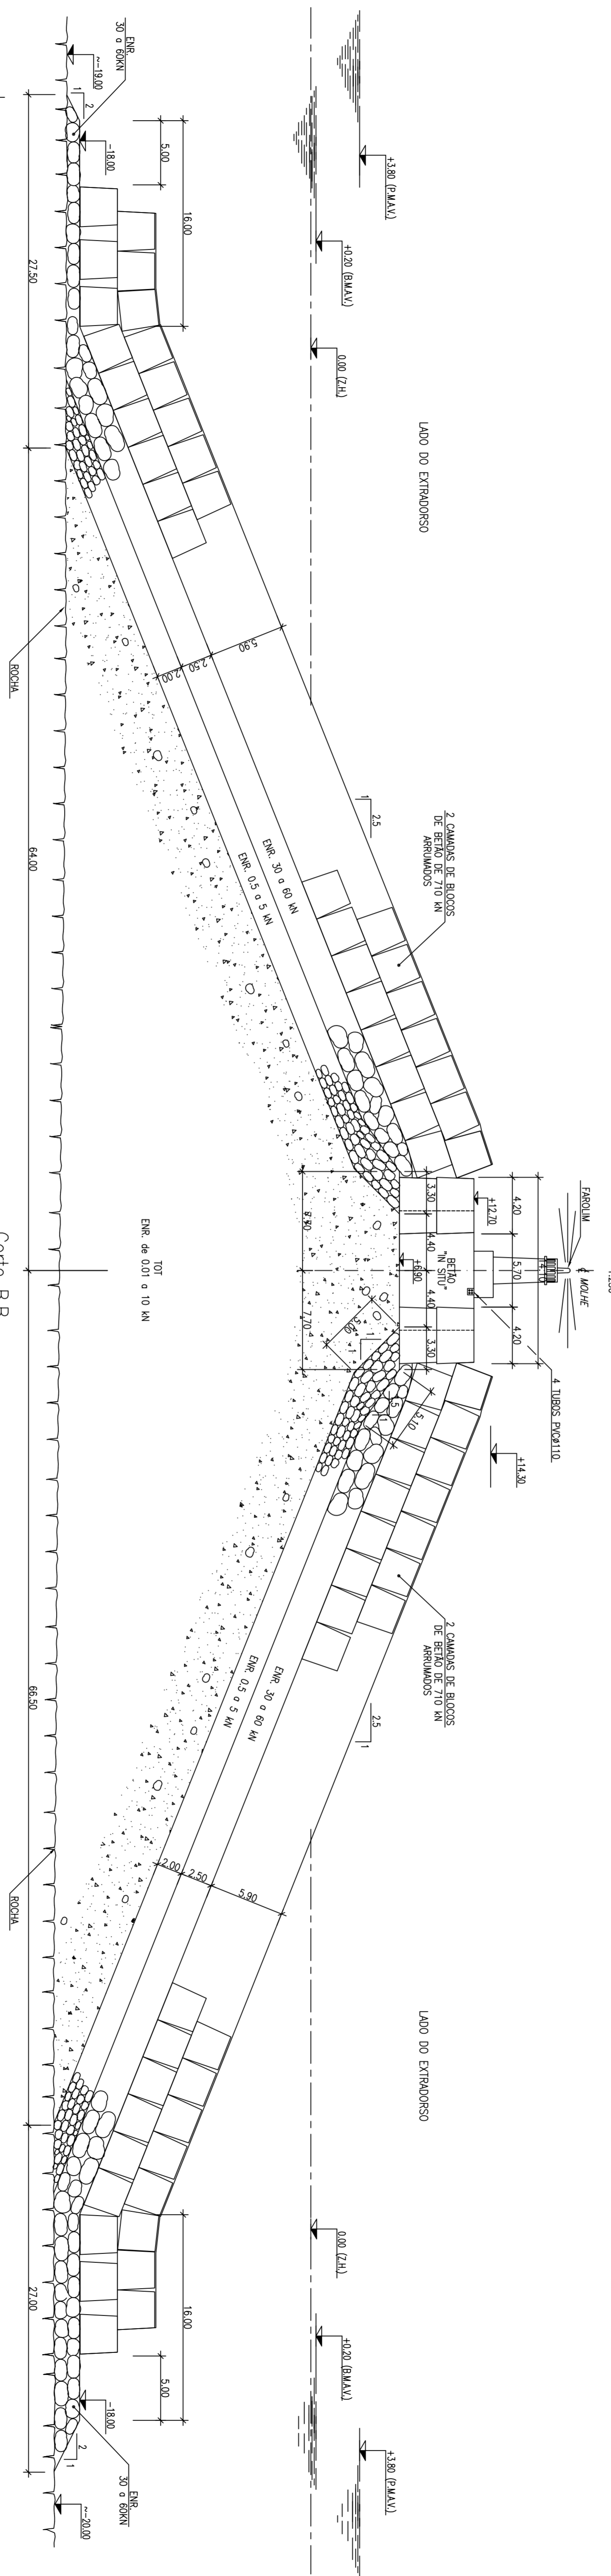 ENR.
30 a 60KN
~-19.00
1
2
-18.00
5.00
16.00
27.50
+3.80 (P.M.A.V.)
+0.20 (B.M.A.V.)
0.00 (Z.H.)
LADO DO EXTRADORSO
ROCHA
5.90
2.50
2.00
64.00
1
2.5
2 CAMADAS DE BLOCOS
DE BETÃO DE 710 kN
ARRUMADOS
ENR. 30 a 60 kN
ENR. 0.5 a 5 kN
FAROLIM
MOLHE
4.20
5.70
4.20
+12.70
3.30
4.40
4.40
3.30
BETÃO
"IN SITU"
+6.90
7.70
4 TUBOS PVCø110
+14.30
5.10
TOT
ENR. de 0.01 a 10 kN
Corte B B
2 CAMADAS DE BLOCOS
DE BETÃO DE 710 kN
ARRUMADOS
2.5
1
ENR. 30 a 60 kN
ENR. 0.5 a 5 kN
66.50
2.00
2.50
5.90
ROCHA
LADO DO EXTRADORSO
0.00 (Z.H.)
+0.20 (B.M.A.V.)
+3.80 (P.M.A.V.)
16.00
5.00
27.00
-18.00
2
1
ENR.
30 a 60KN
~-20.00